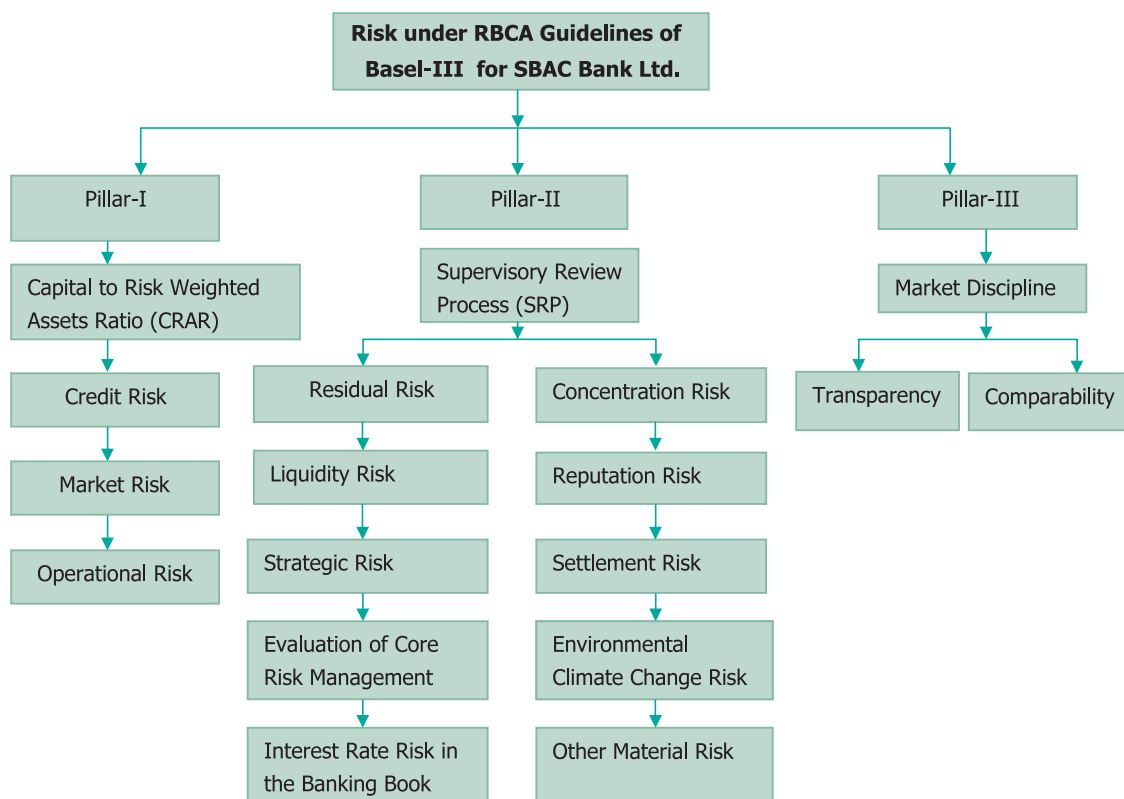 Risk under RBCA Guidelines of
Basel-III for SBAC Bank Ltd.
Pillar-I
Pillar-II
Pillar-III
Capital to Risk Weighted
Assets Ratio (CRAR)
Supervisory Review
Process (SRP)
Market Discipline
Credit Risk
Residual Risk
Concentration Risk
Transparency
Comparability
Market Risk
Liquidity Risk
Reputation Risk
Operational Risk
Strategic Risk
Settlement Risk
Evaluation of Core
Risk Management
Environmental
Climate Change Risk
Interest Rate Risk in
the Banking Book
Other Material Risk